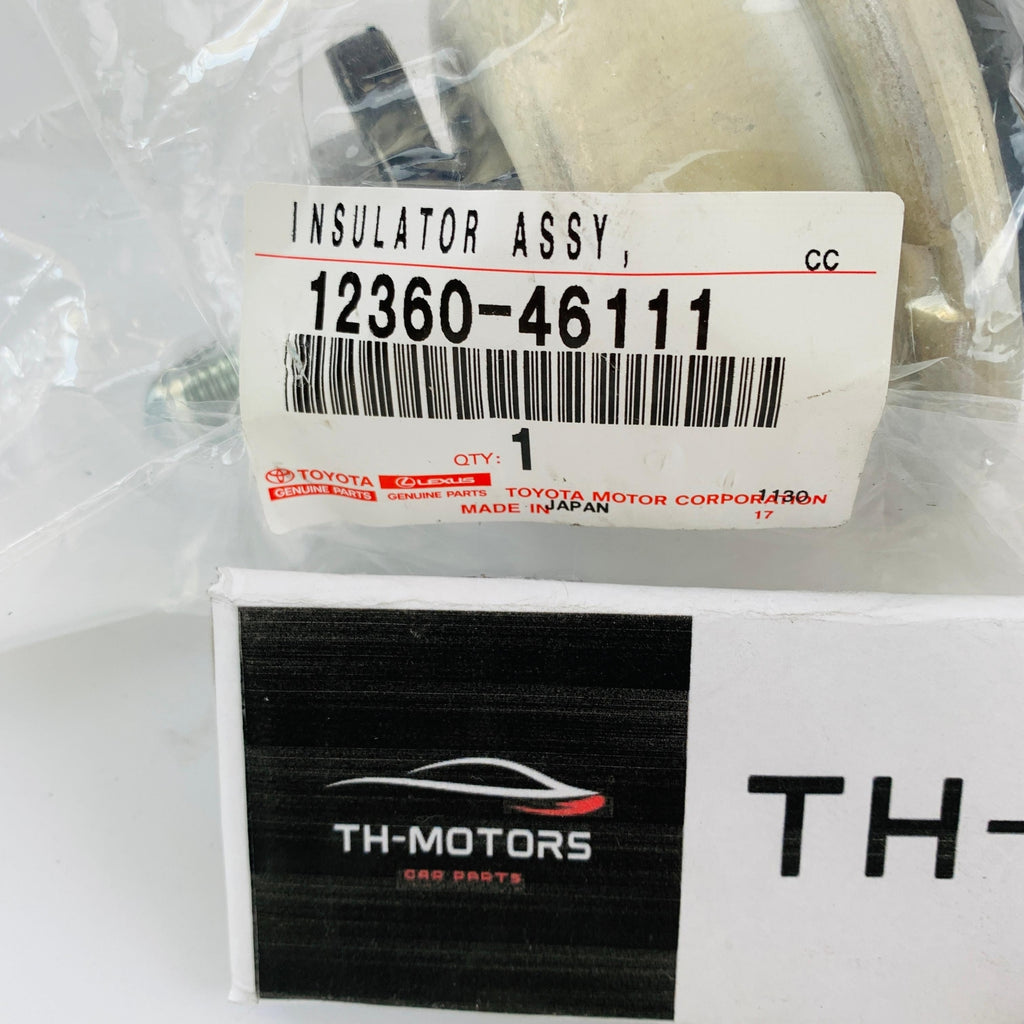 INSULATOR ASSY,
CC
12360-46111
QTY: 1
TOYOTA
GENUINE PARTS
LEXUS
GENUINE PARTS
TOYOTA MOTOR CORPORATION
1130
MADE IN JAPAN
17
TH-MOTORS
CAR PARTS
TH-